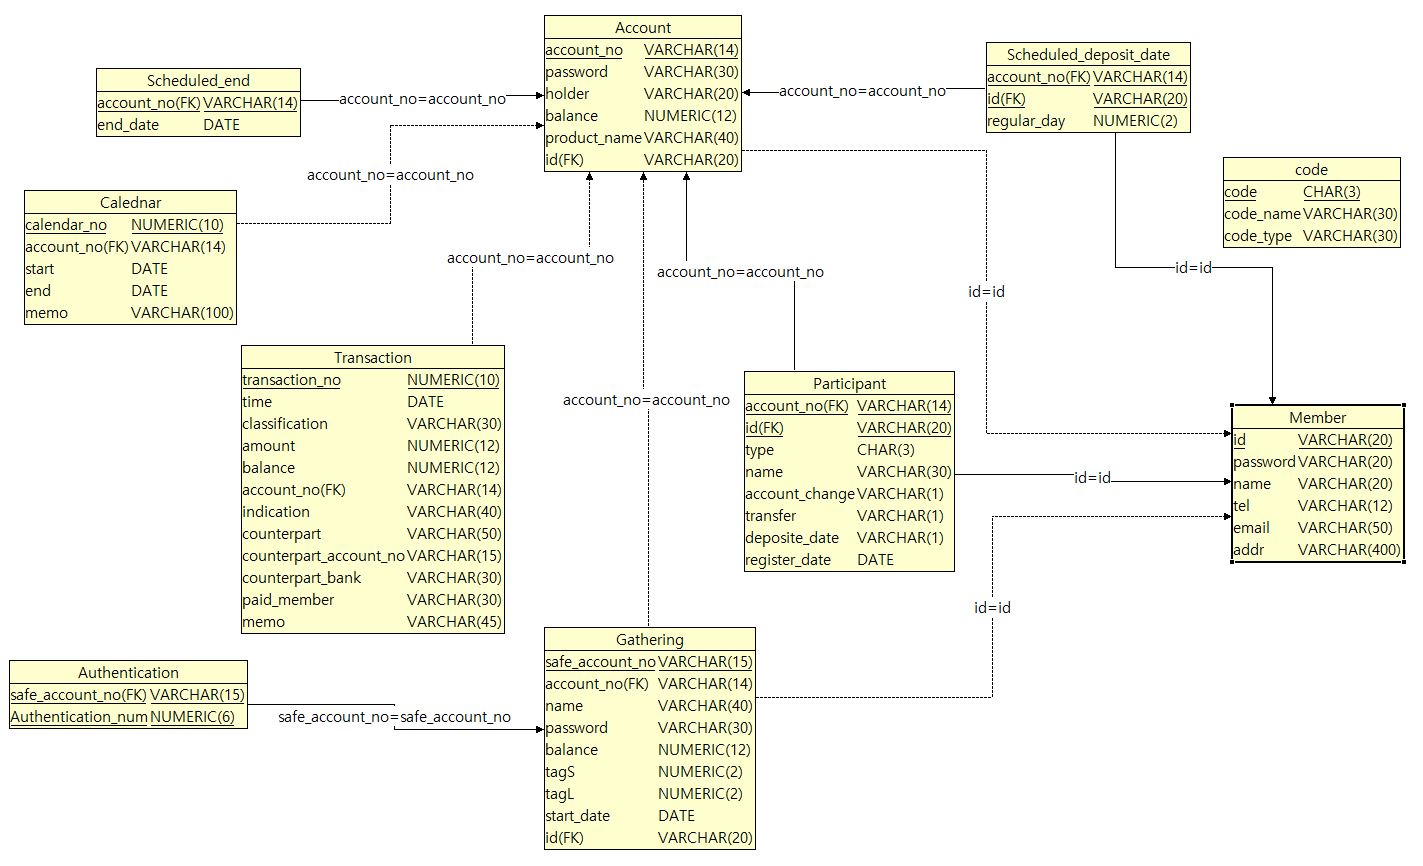 Account
account_no VARCHAR(14)
password VARCHAR(30)
holder VARCHAR(20)
balance NUMERIC(12)
product_name VARCHAR(40)
id(FK) VARCHAR(20)
Scheduled_end
account_no(FK) VARCHAR(14)
end_date DATE
account_no=account_no
Scheduled_deposit_date
account_no(FK) VARCHAR(14)
id(FK) VARCHAR(20)
regular_day NUMERIC(2)
account_no=account_no
code
code CHAR(3)
code_name VARCHAR(30)
code_type VARCHAR(30)
account_no=account_no
Calednar
calendar_no NUMERIC(10)
account_no(FK) VARCHAR(14)
start DATE
end DATE
memo VARCHAR(100)
account_no=account_no
account_no=account_no
id=id
id=id
Transaction
transaction_no NUMERIC(10)
time DATE
classification VARCHAR(30)
amount NUMERIC(12)
balance NUMERIC(12)
account_no(FK) VARCHAR(14)
indication VARCHAR(40)
counterpart VARCHAR(50)
counterpart_account_no VARCHAR(15)
counterpart_bank VARCHAR(30)
paid_member VARCHAR(30)
memo VARCHAR(45)
account_no=account_no
Participant
account_no(FK) VARCHAR(14)
id(FK) VARCHAR(20)
type CHAR(3)
name VARCHAR(30)
account_change VARCHAR(1)
transfer VARCHAR(1)
deposite_date VARCHAR(1)
register_date DATE
id=id
Member
id VARCHAR(20)
password VARCHAR(20)
name VARCHAR(20)
tel VARCHAR(12)
email VARCHAR(50)
addr VARCHAR(400)
id=id
Authentication
safe_account_no(FK) VARCHAR(15)
Authentication_num NUMERIC(6)
safe_account_no=safe_account_no
Gathering
safe_account_no VARCHAR(15)
account_no(FK) VARCHAR(14)
name VARCHAR(40)
password VARCHAR(30)
balance NUMERIC(12)
tagS NUMERIC(2)
tagL NUMERIC(2)
start_date DATE
id(FK) VARCHAR(20)